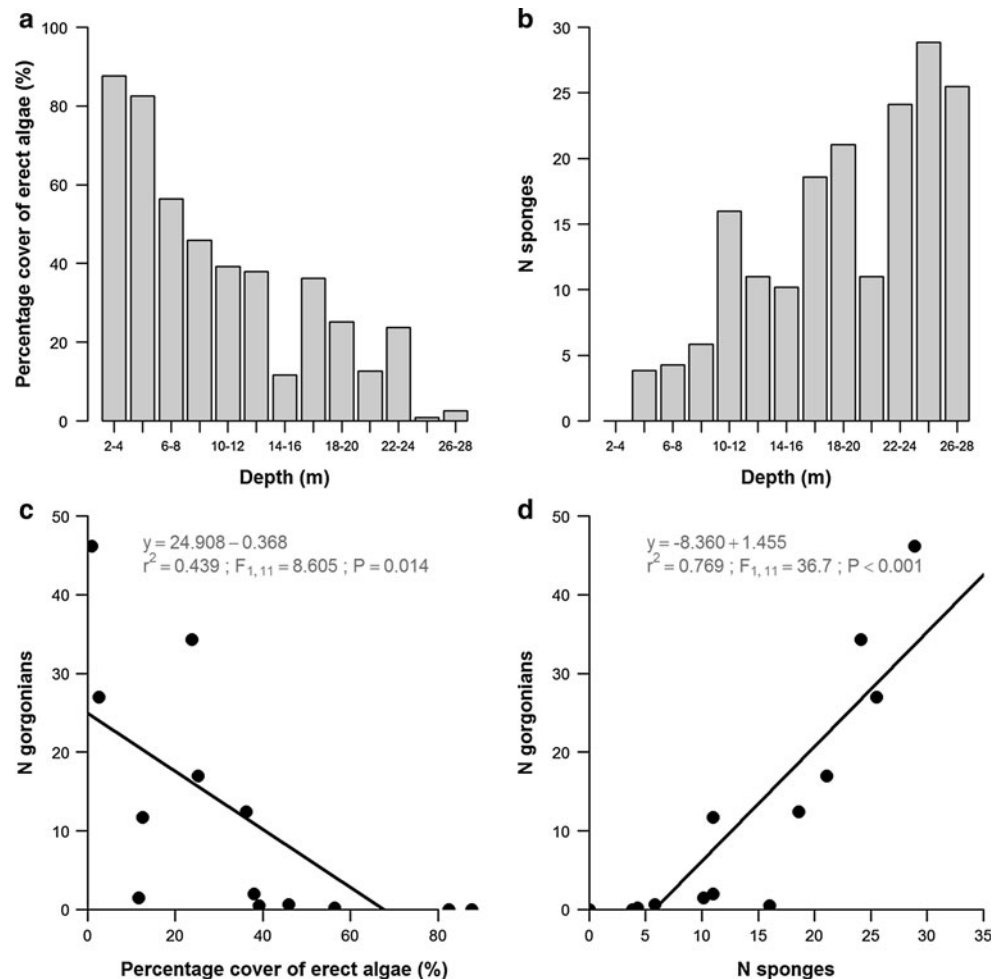 a
Percentage cover of erect algae (%)
100
80
60
40
20
0
2-4 6-8 10-12 14-16 18-20 22-24 26-28
Depth (m)
b
N sponges
30
25
20
15
10
5
0
2-4 6-8 10-12 14-16 18-20 22-24 26-28
Depth (m)
c
N gorgonians
50
40
30
20
10
0
y = 24.908 – 0.368
r² = 0.439 ; F₁, ₁₁ = 8.605 ; P = 0.014
0 20 40 60 80
Percentage cover of erect algae (%)
d
N gorgonians
50
40
30
20
10
0
y = -8.360 + 1.455
r² = 0.769 ; F₁, ₁₁ = 36.7 ; P < 0.001
0 5 10 15 20 25 30 35
N sponges